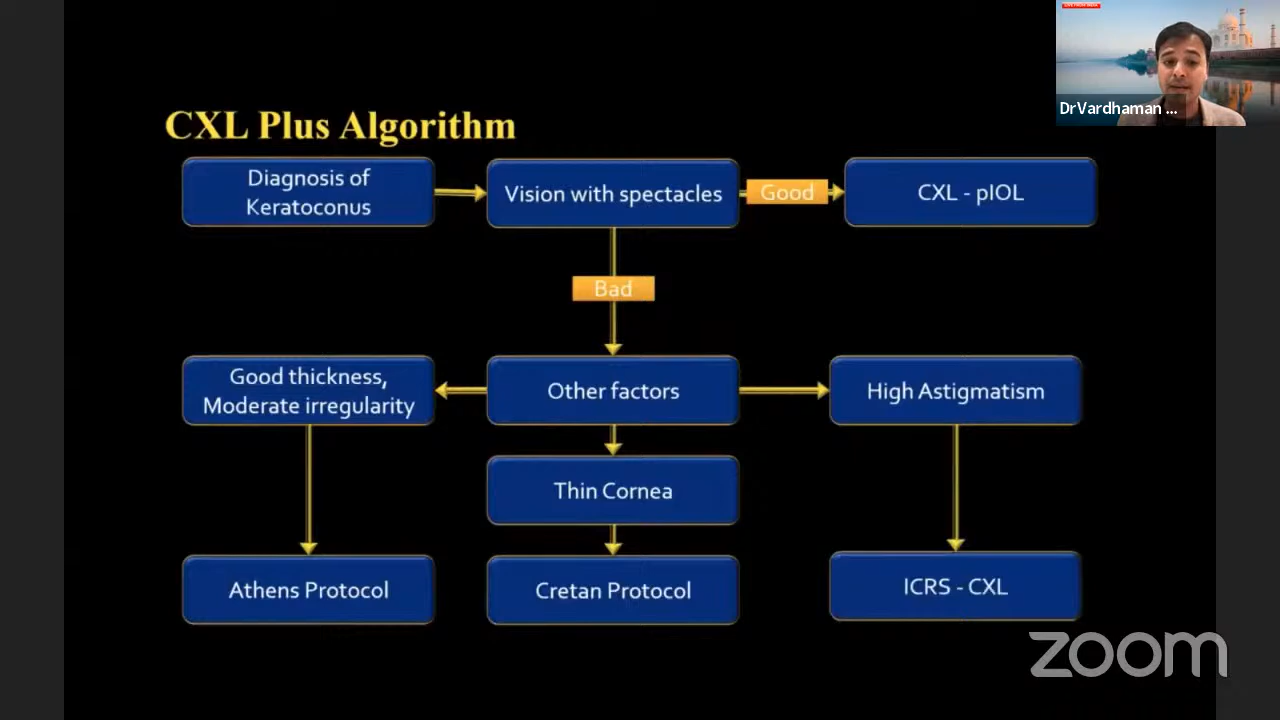 DrVardhaman ...
CXL Plus Algorithm
Diagnosis of
Keratoconus
Vision with spectacles
Good
CXL - pIOL
Bad
Good thickness,
Moderate irregularity
Other factors
High Astigmatism
Thin Cornea
Athens Protocol
Cretan Protocol
ICRS - CXL
zoom